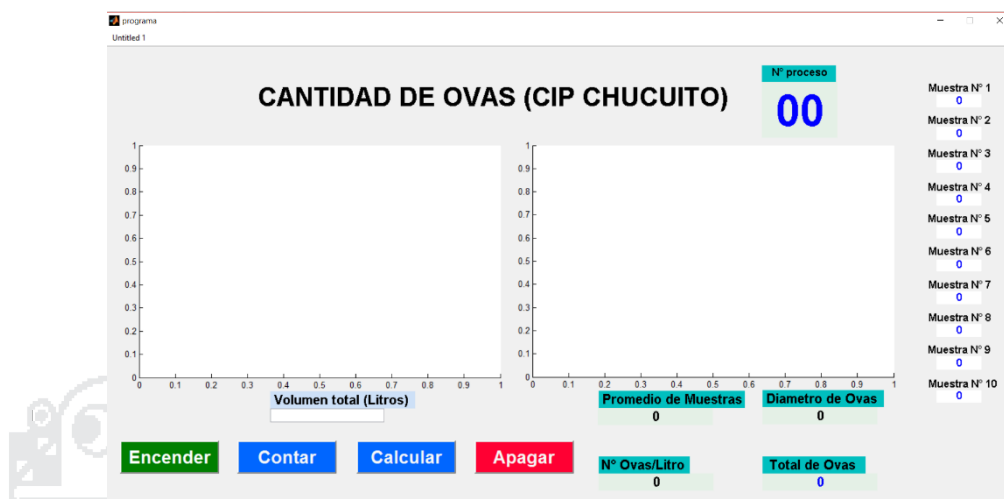 programa
Untitled 1
CANTIDAD DE OVAS (CIP CHUCUITO)
N° proceso
00
Muestra N° 1
0
Muestra N° 2
0
Muestra N° 3
0
Muestra N° 4
0
Muestra N° 5
0
Muestra N° 6
0
Muestra N° 7
0
Muestra N° 8
0
Muestra N° 9
0
Muestra N° 10
0
1
0.9
0.8
0.7
0.6
0.5
0.4
0.3
0.2
0.1
0
0 0.1 0.2 0.3 0.4 0.5 0.6 0.7 0.8 0.9 1
1
0.9
0.8
0.7
0.6
0.5
0.4
0.3
0.2
0.1
0
0 0.1 0.2 0.3 0.4 0.5 0.6 0.7 0.8 0.9 1
Volumen total (Litros)
Promedio de Muestras
0
Diametro de Ovas
0
Encender Contar Calcular Apagar
N° Ovas/Litro
0
Total de Ovas
0